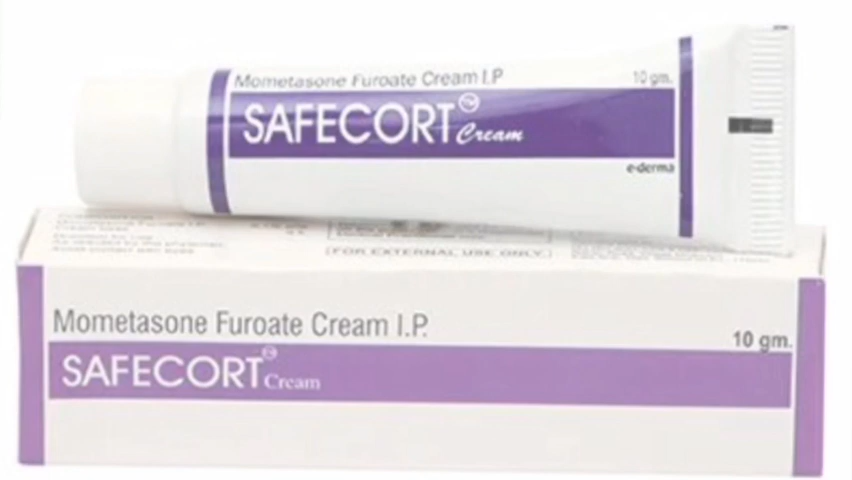 Mometasone Furoate Cream I.P.
10 gm.
SAFECORT Cream
e-derma
FOR EXTERNAL USE ONLY
Mometasone Furoate Cream I.P.
10 gm.
SAFECORT Cream